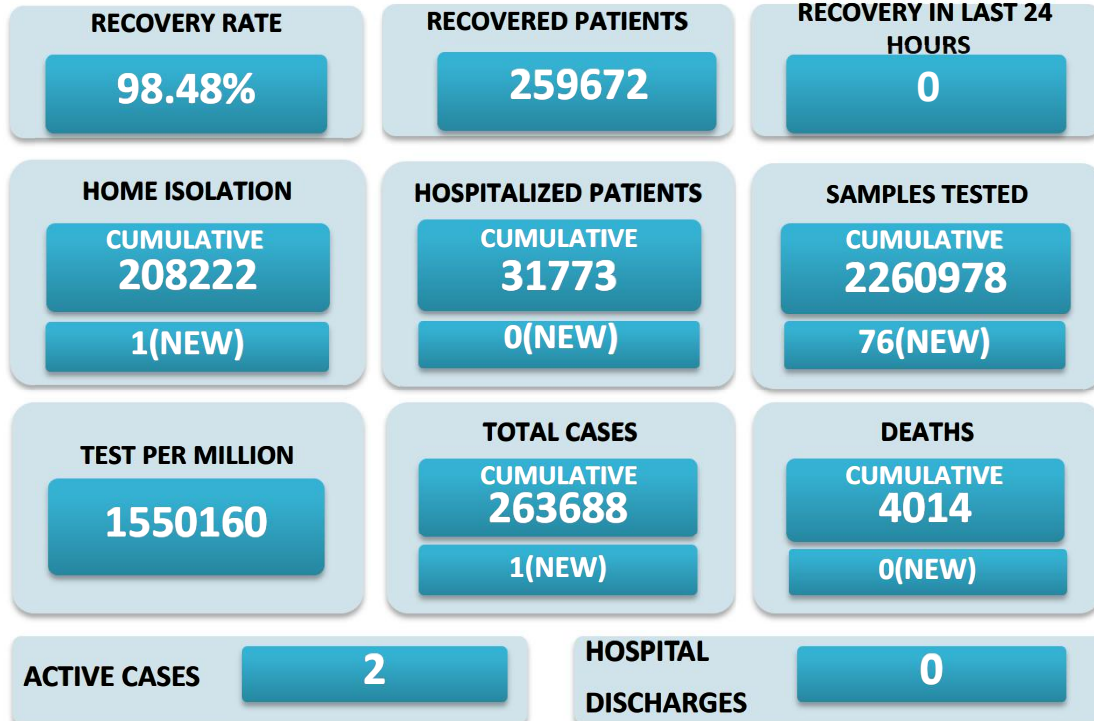 RECOVERY RATE
98.48%
RECOVERED PATIENTS
259672
RECOVERY IN LAST 24
HOURS
0
HOME ISOLATION
CUMULATIVE
208222
1(NEW)
HOSPITALIZED PATIENTS
CUMULATIVE
31773
0(NEW)
SAMPLES TESTED
CUMULATIVE
2260978
76(NEW)
TEST PER MILLION
1550160
TOTAL CASES
CUMULATIVE
263688
1(NEW)
DEATHS
CUMULATIVE
4014
0(NEW)
ACTIVE CASES
2
HOSPITAL
DISCHARGES
0